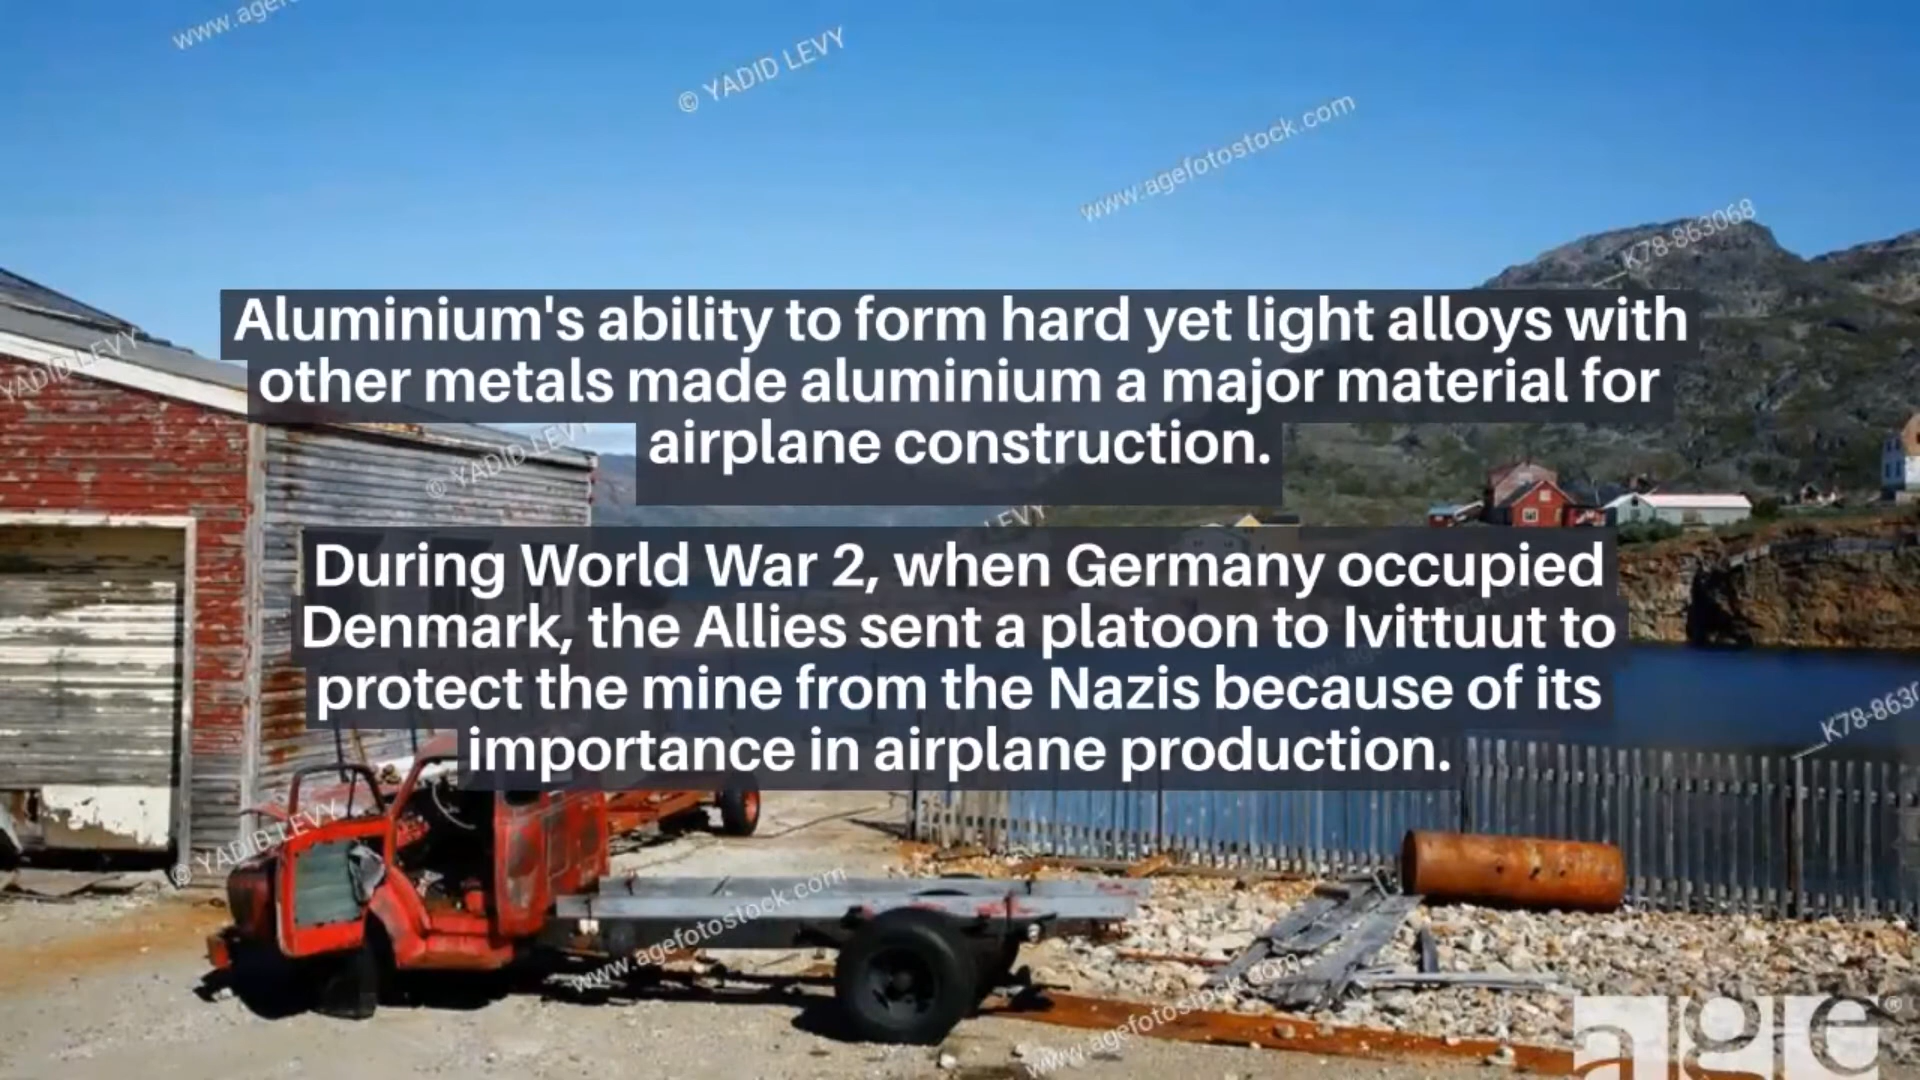 www.agef
© YADID LEVY
www.agefotostock.com
K78-863068
Aluminium's ability to form hard yet light alloys with
other metals made aluminium a major material for
airplane construction.
YADID LEVY
© YADID LEVY
LEVY
During World War 2, when Germany occupied
Denmark, the Allies sent a platoon to Ivittuut to
protect the mine from the Nazis because of its
importance in airplane production.
K78-863
© YADID LEVY
www.agefotostock.com
www.agefotostock.com
age®